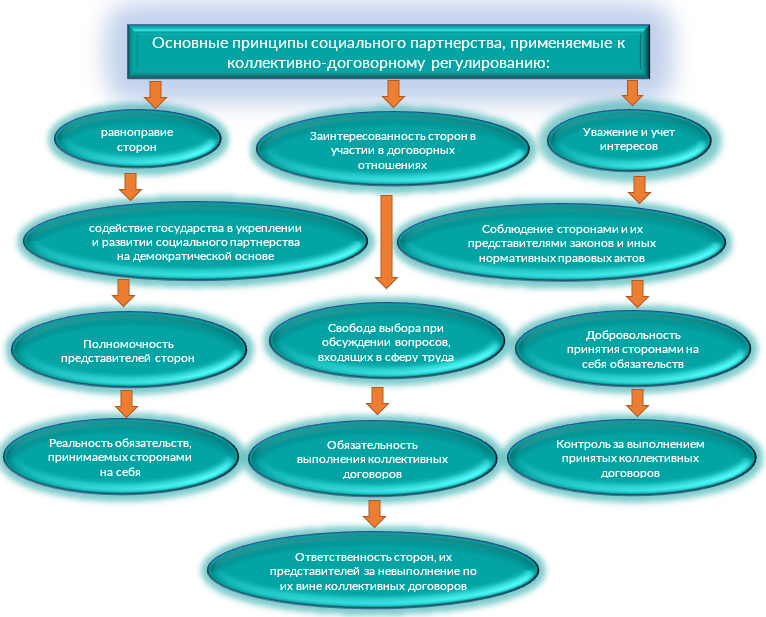 Основные принципы социального партнерства, применяемые к
коллективно-договорному регулированию:
равноправие
сторон
Заинтересованность сторон в
участии в договорных
отношениях
Уважение и учет
интересов
содействие государства в укреплении
и развитии социального партнерства
на демократической основе
Соблюдение сторонами и их
представителями законов и иных
нормативных правовых актов
Полномочность
представителей сторон
Свобода выбора при
обсуждении вопросов,
входящих в сферу труда
Добровольность
принятия сторонами на
себя обязательств
Реальность обязательств,
принимаемых сторонами
на себя
Обязательность
выполнения коллективных
договоров
Контроль за выполнением
принятых коллективных
договоров
Ответственность сторон, их
представителей за невыполнение по
их вине коллективных договоров